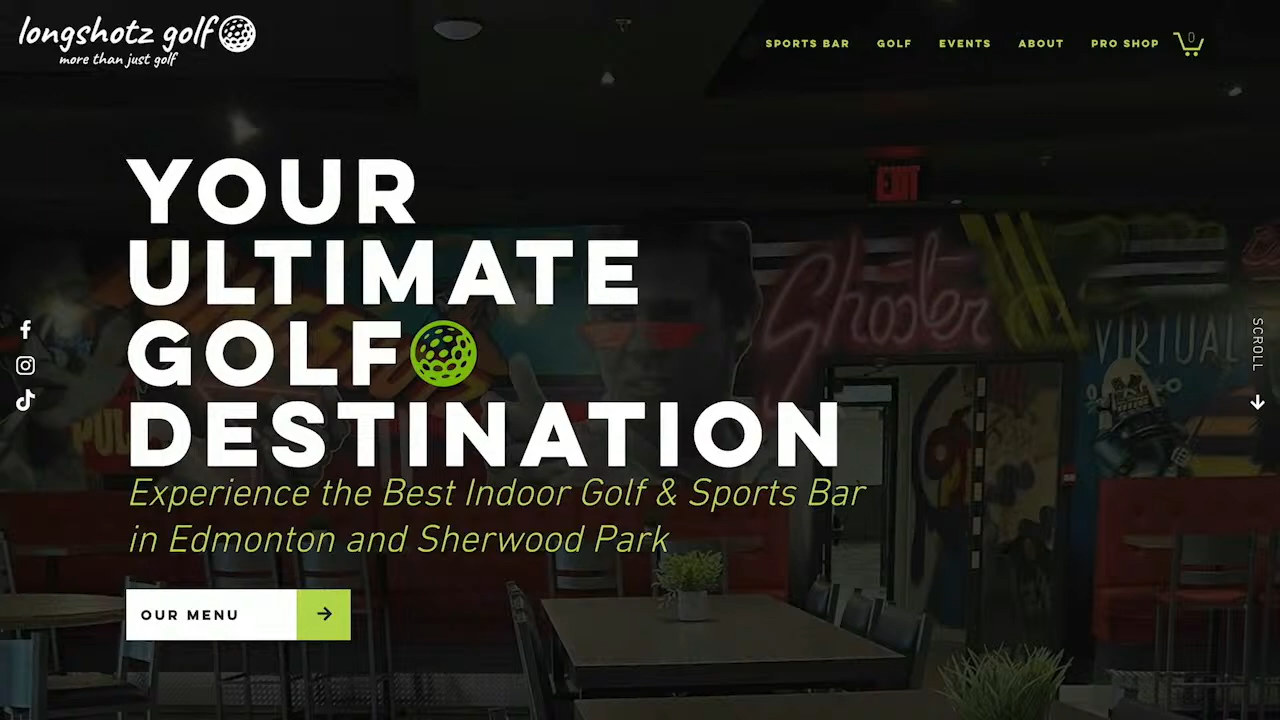 longshotz golf
more than just golf
SPORTS BAR
GOLF
EVENTS
ABOUT
PRO SHOP
0
YOUR
ULTIMATE
GOLF
DESTINATION
Experience the Best Indoor Golf & Sports Bar
in Edmonton and Sherwood Park
OUR MENU
SCROLL
EXIT
Shooter
VIRTUAL